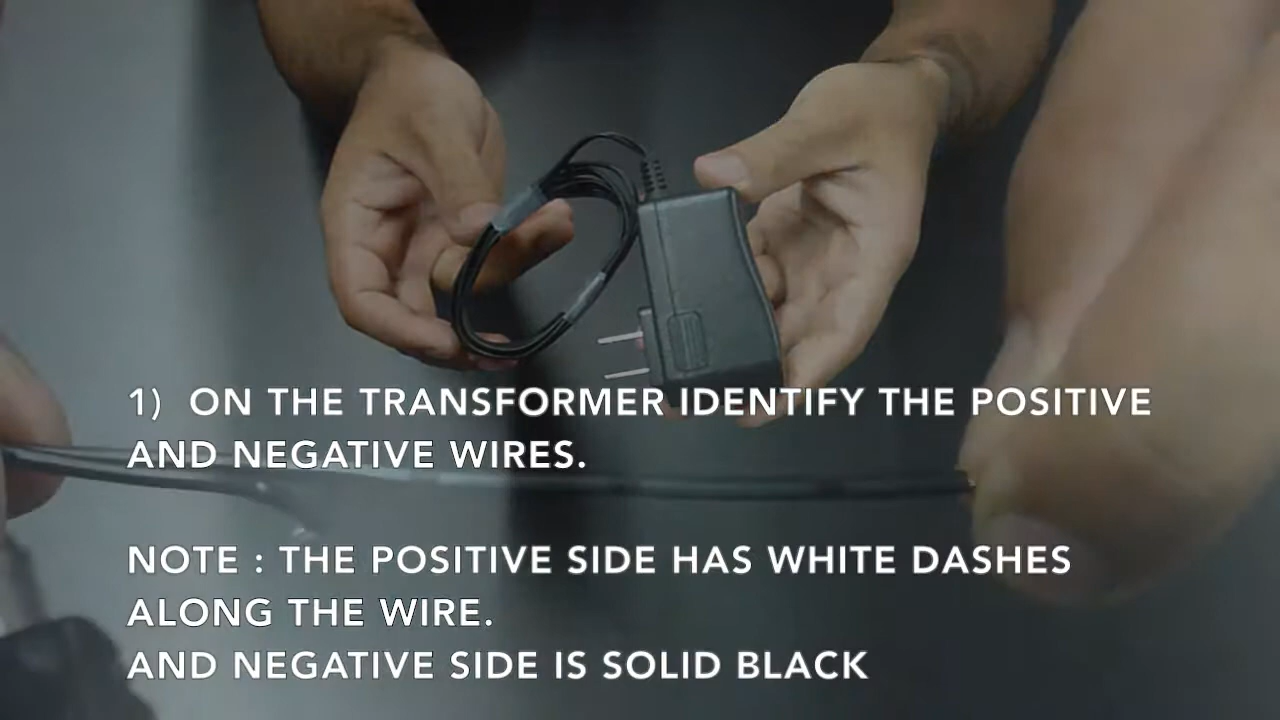 1) ON THE TRANSFORMER IDENTIFY THE POSITIVE
AND NEGATIVE WIRES.
NOTE : THE POSITIVE SIDE HAS WHITE DASHES
ALONG THE WIRE.
AND NEGATIVE SIDE IS SOLID BLACK